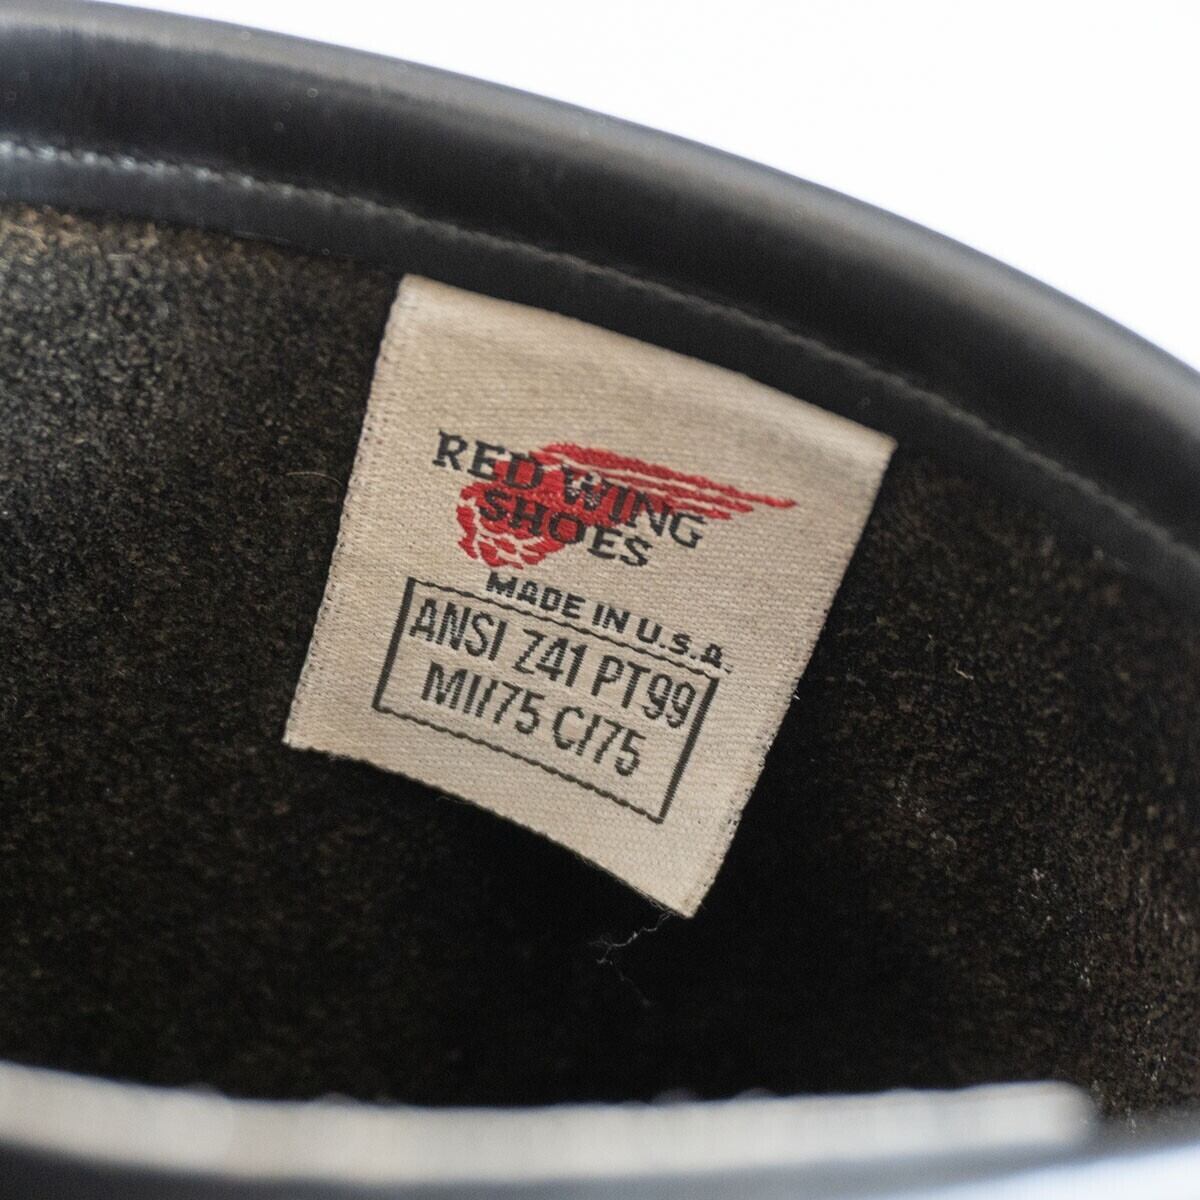 RED WING
SHOES
MADE IN U.S.A.
ANSI Z41 PT99
MI/75 C/75